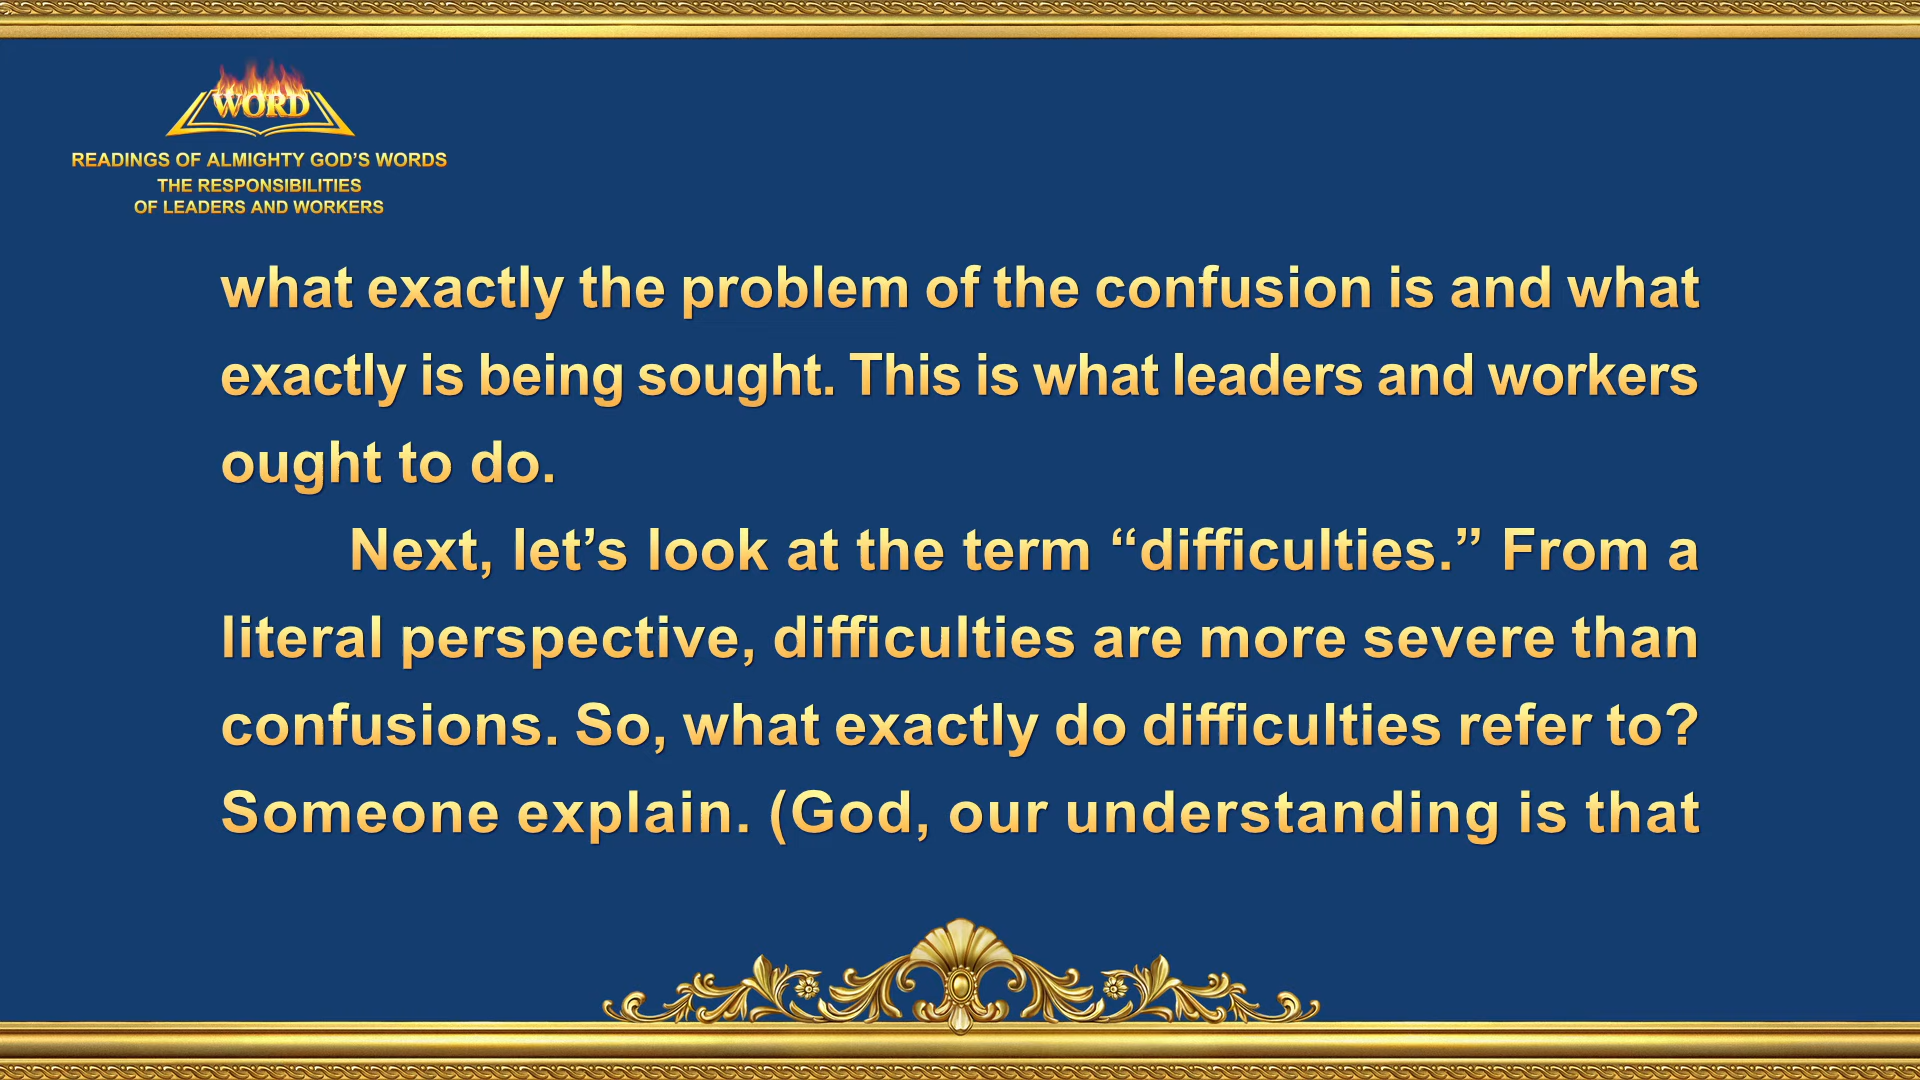 WORD
READINGS OF ALMIGHTY GOD’S WORDS
THE RESPONSIBILITIES
OF LEADERS AND WORKERS
what exactly the problem of the confusion is and what
exactly is being sought. This is what leaders and workers
ought to do.
Next, let’s look at the term “difficulties.” From a
literal perspective, difficulties are more severe than
confusions. So, what exactly do difficulties refer to?
Someone explain. (God, our understanding is that